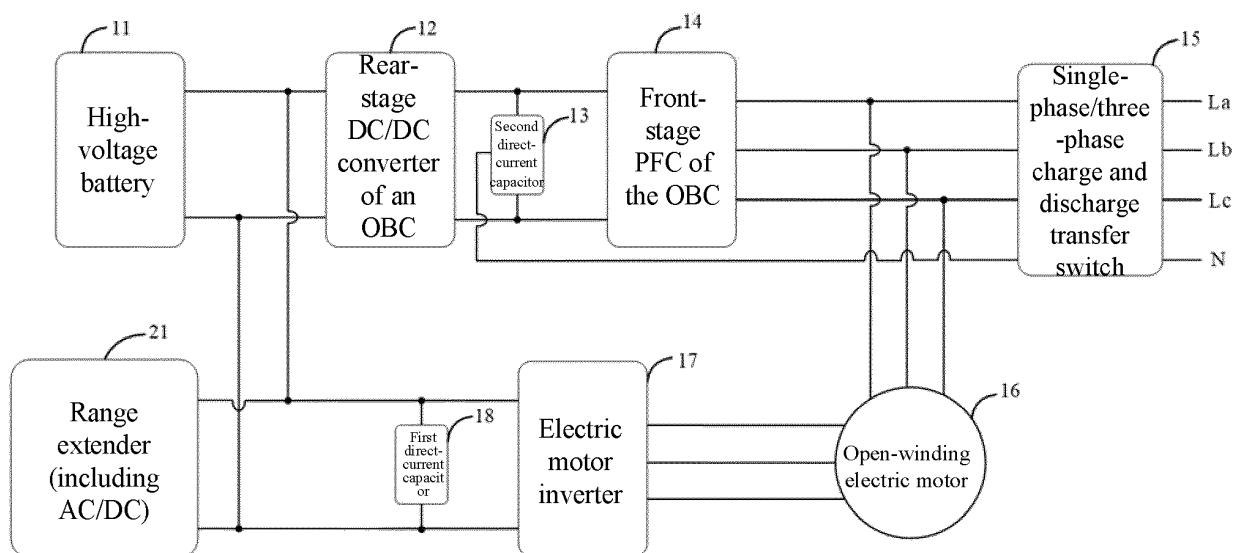 11
High-
voltage
battery
12
Rear-
stage
DC/DC
converter
of an
OBC
13
Second
direct-
current
capacitor
14
Front-
stage
PFC of
the OBC
15
Single-
phase/three
-phase
charge and
discharge
transfer
switch
La
Lb
Lc
N
21
Range
extender
(including
AC/DC)
18
First
direct-
current
capacit
or
17
Electric
motor
inverter
16
Open-winding
electric motor